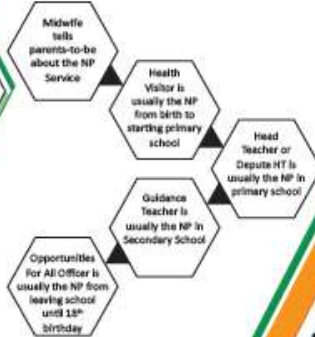 Midwife
tells
parents-to-be
about the NP
Service
Health
Visitor is
usually the NP
from birth to
starting primary
school
Head
Teacher or
Depute HT is
usually the NP in
primary school
Guidance
Teacher is
usually the NP in
Secondary School
Opportunities
For All Officer is
usually the NP from
leaving school
until 18th
birthday